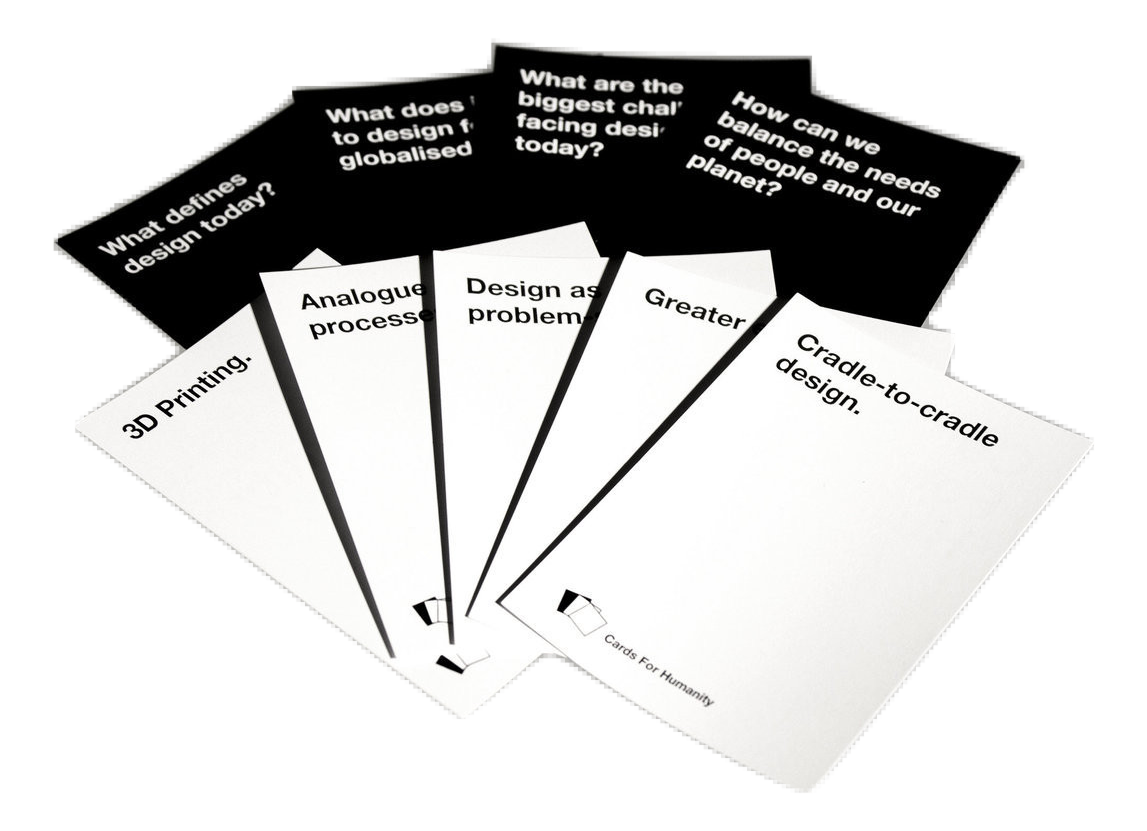 What defines
design today?
What does
to design f
globalised
What are the
biggest chal
facing desi
today?
How can we
balance the needs
of people and our
planet?
3D Printing.
Analogue
processe
Design as
problem-
Greater
Cradle-to-cradle
design.
Cards For Humanity